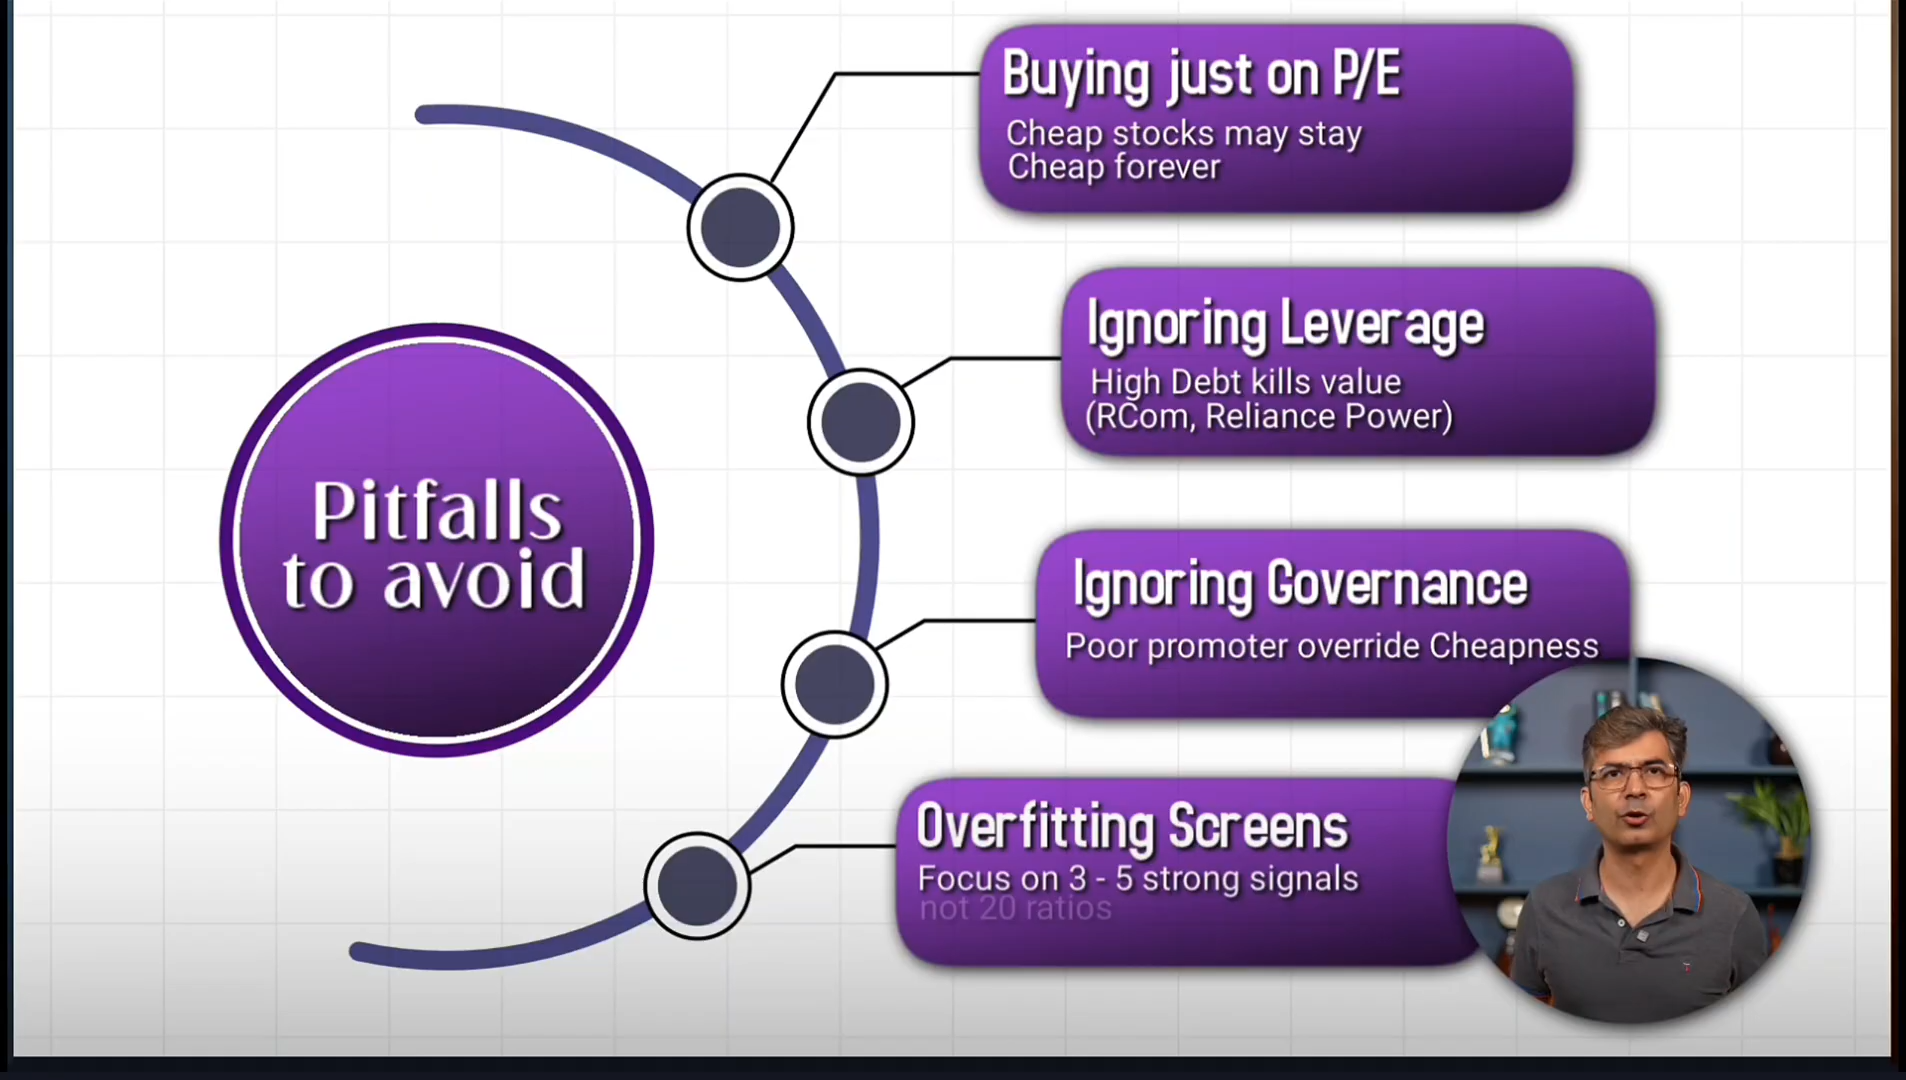 Buying just on P/E
Cheap stocks may stay
Cheap forever
Ignoring Leverage
High Debt kills value
(RCom, Reliance Power)
Pitfalls
to avoid
Ignoring Governance
Poor promoter override Cheapness
Overfitting Screens
Focus on 3 - 5 strong signals
not 20 ratios